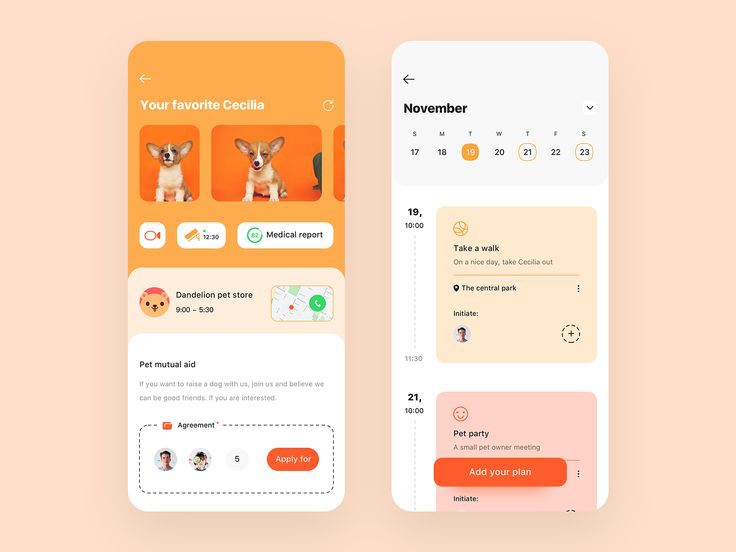 Your favorite Cecilia
12:30
82
Medical report
Dandelion pet store
9:00 – 5:30
Pet mutual aid
If you want to raise a dog with us, join us and believe we
can be good friends. If you are interested.
Agreement *
5
Apply for
November
S M T W T F S
17 18 19 20 21 22 23
19,
10:00
Take a walk
On a nice day, take Cecilia out
The central park
Initiate:
11:30
21,
10:00
Pet party
A small pet owner meeting
Add your plan
Initiate: